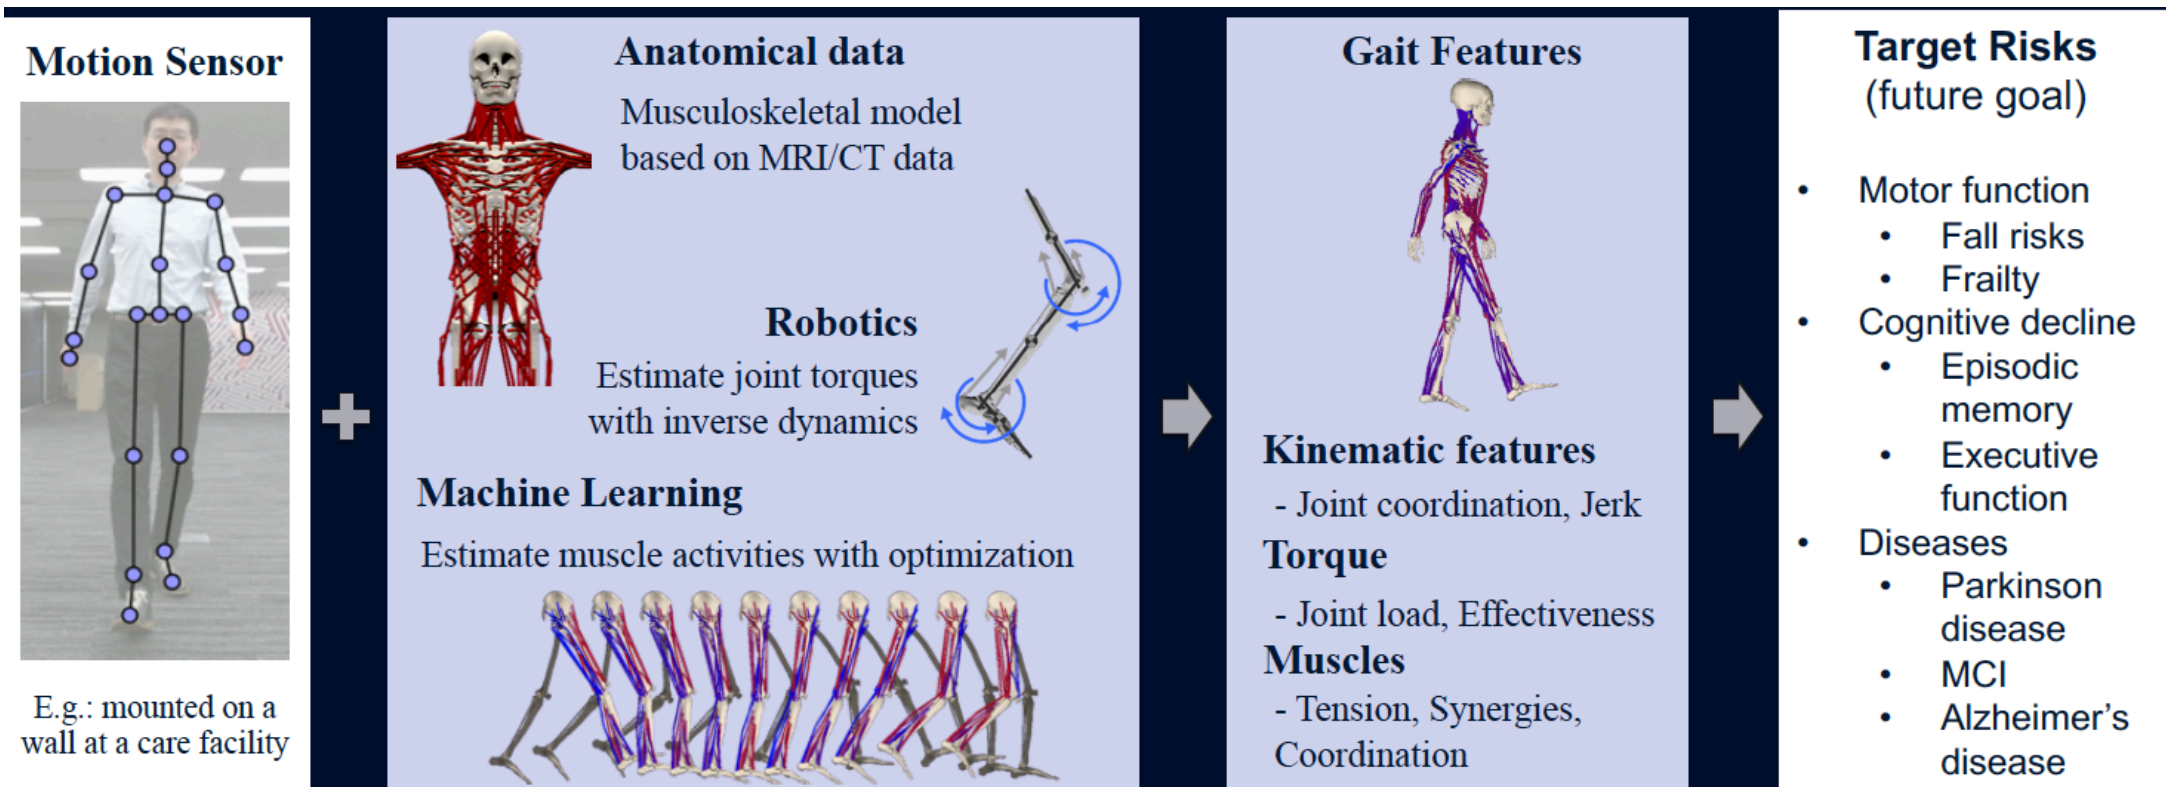 Motion Sensor
E.g.: mounted on a
wall at a care facility
Anatomical data
Musculoskeletal model
based on MRI/CT data
Robotics
Estimate joint torques
with inverse dynamics
Machine Learning
Estimate muscle activities with optimization
Gait Features
Kinematic features
- Joint coordination, Jerk
Torque
- Joint load, Effectiveness
Muscles
- Tension, Synergies,
Coordination
Target Risks
(future goal)
• Motor function
• Fall risks
• Frailty
• Cognitive decline
• Episodic
memory
• Executive
function
• Diseases
• Parkinson
disease
• MCI
• Alzheimer’s
disease